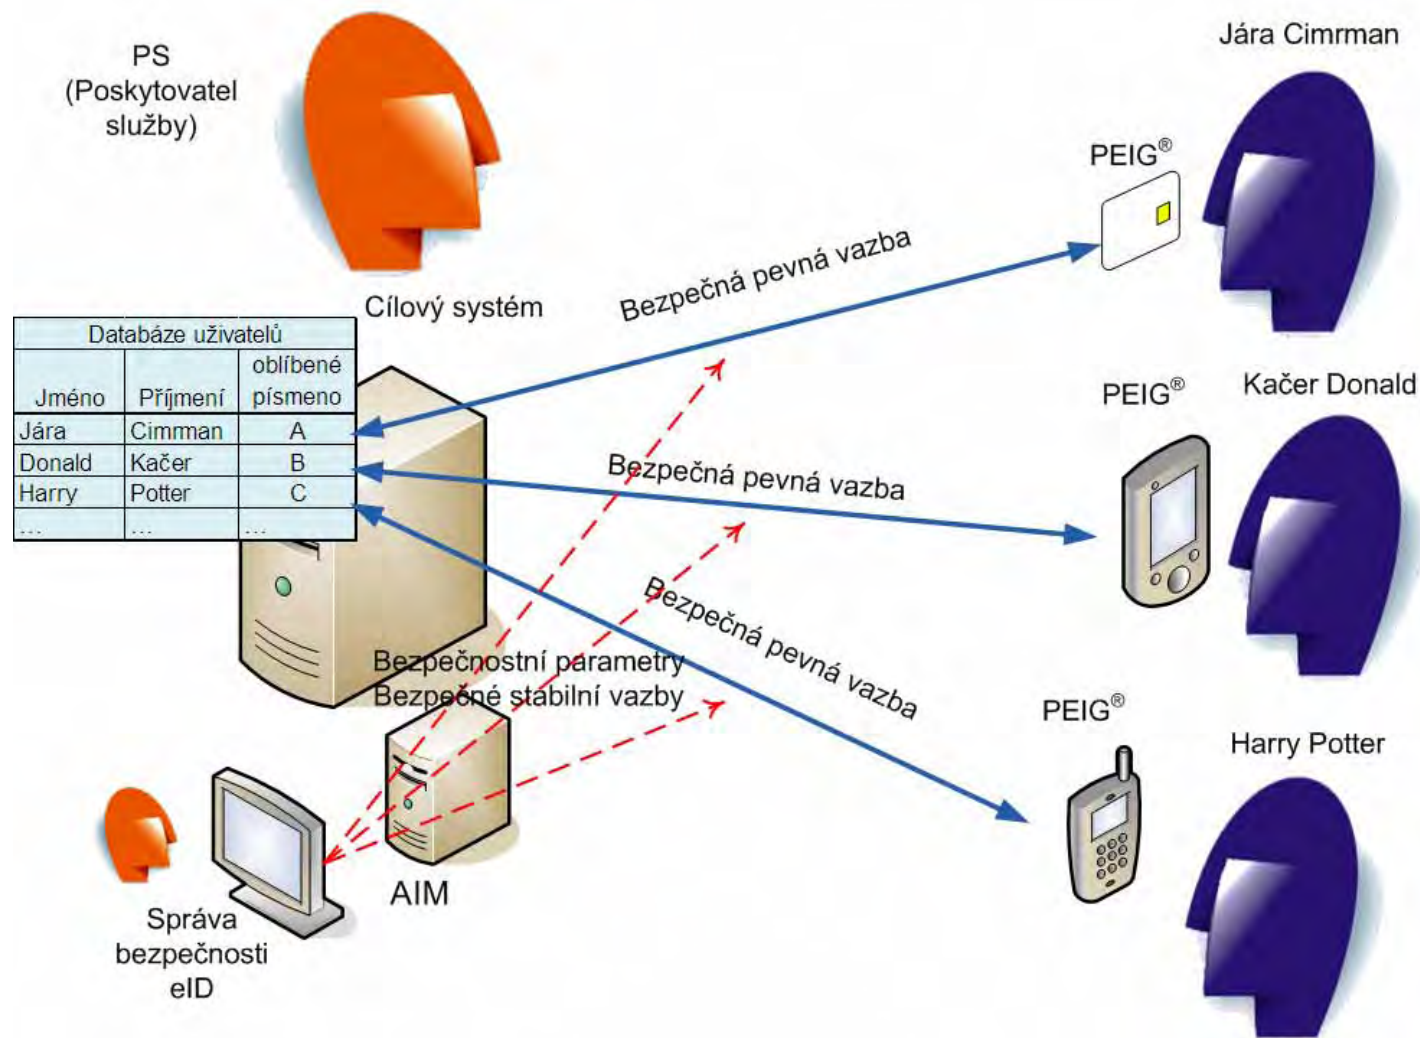 PS
(Poskytovatel
služby)
Jára Cimrman
PEIG®
Bezpečná pevná vazba
Cílový systém
Databáze uživatelů
Jméno Příjmení oblíbené
písmeno
Jára Cimrman A
Donald Kačer B
Harry Potter C
... ... ...
Kačer Donald
PEIG®
Bezpečná pevná vazba
Bezpečná pevná vazba
Bezpečnostní parametry
Bezpečné stabilní vazby
PEIG®
Harry Potter
AIM
Správa
bezpečnosti
eID